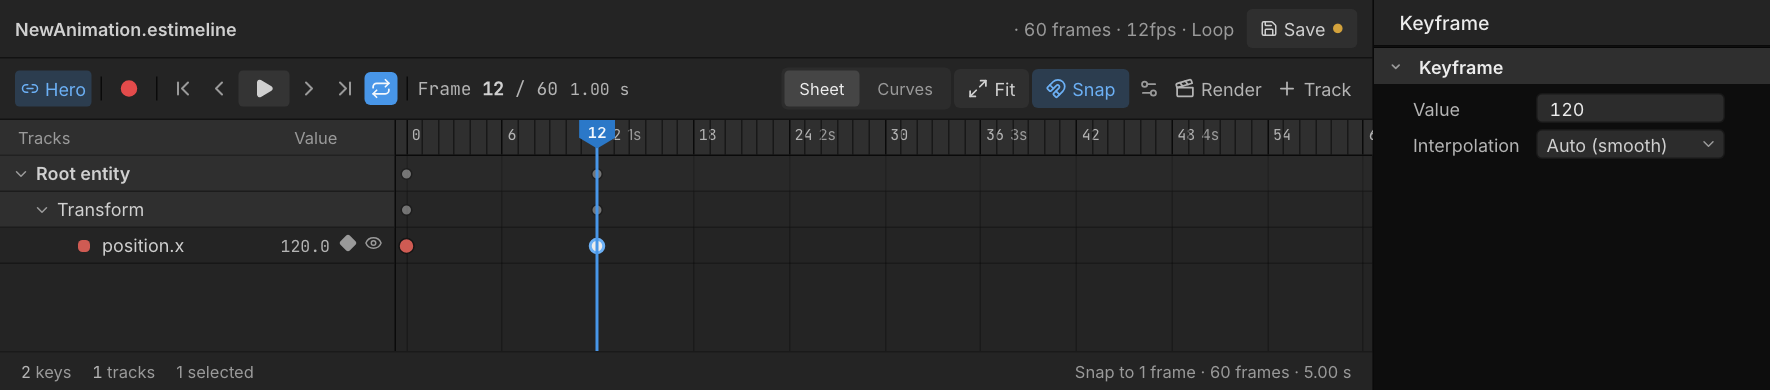 NewAnimation.estimeline
· 60 frames · 12fps · Loop
Save
Keyframe
Hero
Frame 12 / 60 1.00 s
Sheet
Curves
Fit
Snap
Render
+ Track
Keyframe
Value 120
Interpolation Auto (smooth)
Tracks
Value
0 6 12 1s 18 24 2s 30 36 3s 42 43 4s 54
Root entity
Transform
position.x 120.0
2 keys
1 tracks
1 selected
Snap to 1 frame · 60 frames · 5.00 s